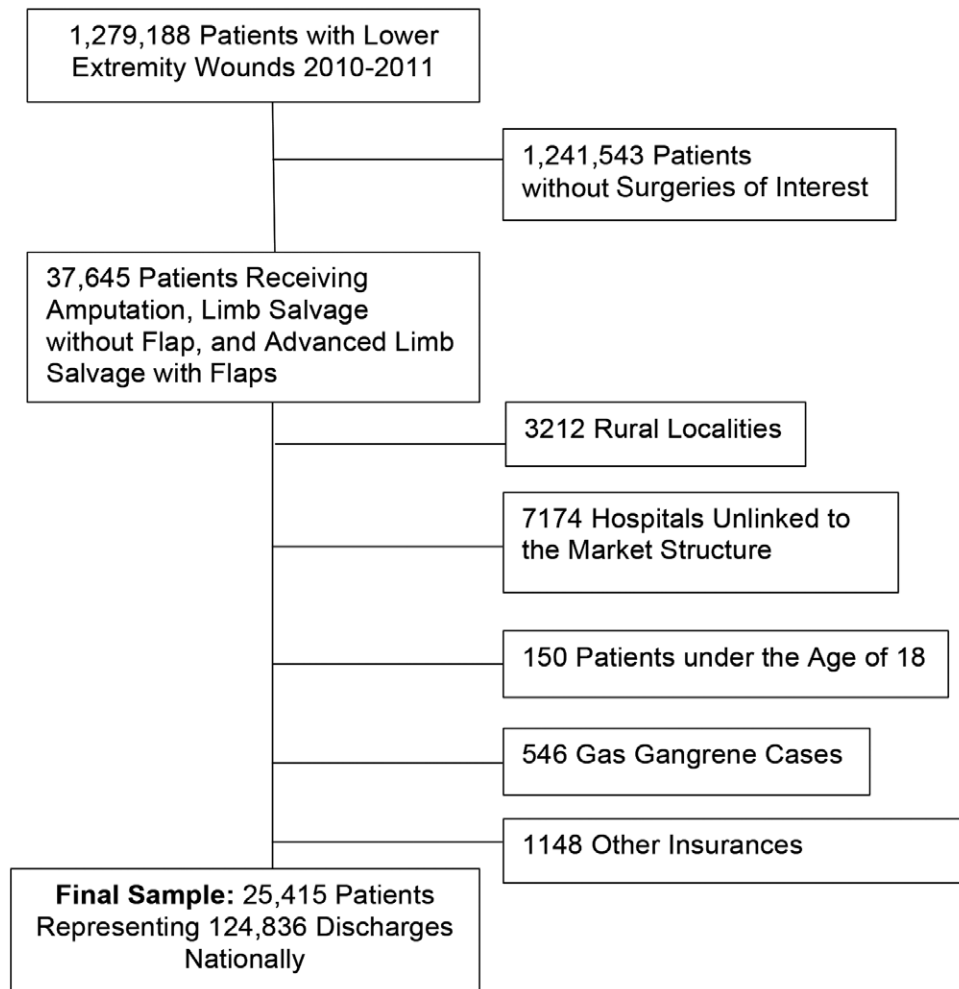 1,279,188 Patients with Lower
Extremity Wounds 2010-2011
1,241,543 Patients
without Surgeries of Interest
37,645 Patients Receiving
Amputation, Limb Salvage
without Flap, and Advanced Limb
Salvage with Flaps
3212 Rural Localities
7174 Hospitals Unlinked to
the Market Structure
150 Patients under the Age of 18
546 Gas Gangrene Cases
1148 Other Insurances
Final Sample: 25,415 Patients
Representing 124,836 Discharges
Nationally